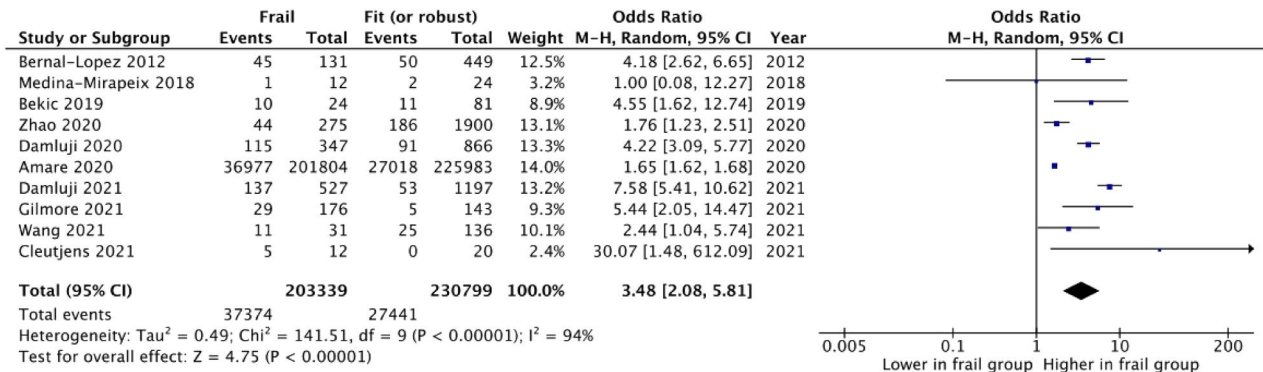 Frail Fit (or robust) Odds Ratio Odds Ratio
Study or Subgroup Events Total Events Total Weight M-H, Random, 95% CI Year M-H, Random, 95% CI
Bernal-Lopez 2012 45 131 50 449 12.5% 4.18 [2.62, 6.65] 2012
Medina-Mirapeix 2018 1 12 2 24 3.2% 1.00 [0.08, 12.27] 2018
Bekic 2019 10 24 11 81 8.9% 4.55 [1.62, 12.74] 2019
Zhao 2020 44 275 186 1900 13.1% 1.76 [1.23, 2.51] 2020
Damluji 2020 115 347 91 866 13.3% 4.22 [3.09, 5.77] 2020
Amare 2020 36977 201804 27018 225983 14.0% 1.65 [1.62, 1.68] 2020
Damluji 2021 137 527 53 1197 13.2% 7.58 [5.41, 10.62] 2021
Gilmore 2021 29 176 5 143 9.3% 5.44 [2.05, 14.47] 2021
Wang 2021 11 31 25 136 10.1% 2.44 [1.04, 5.74] 2021
Cleutjens 2021 5 12 0 20 2.4% 30.07 [1.48, 612.09] 2021
Total (95% CI) 203339 230799 100.0% 3.48 [2.08, 5.81]
Total events 37374 27441
Heterogeneity: Tau² = 0.49; Chi² = 141.51, df = 9 (P < 0.00001); I² = 94%
Test for overall effect: Z = 4.75 (P < 0.00001)
0.005 0.1 1 10 200
Lower in frail group Higher in frail group